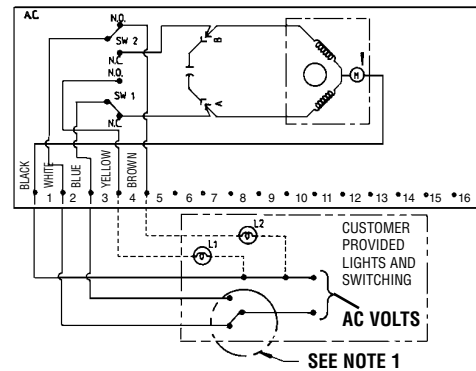 A.C.
N.O.
SW 2
N.C.
N.O.
SW 1
N.C.
B
A
M
BLACK
WHITE
BLUE
YELLOW
BROWN
1 2 3 4 5 6 7 8 9 10 11 12 13 14 15 16
L2
L1
CUSTOMER
PROVIDED
LIGHTS AND
SWITCHING
AC VOLTS
SEE NOTE 1